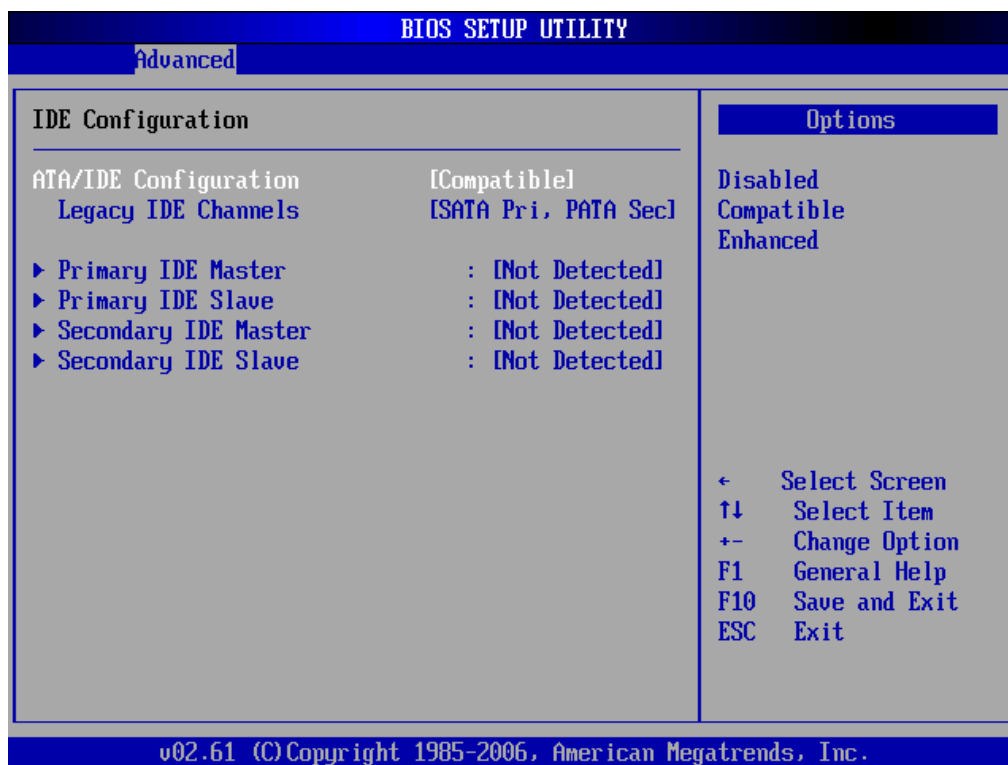 BIOS SETUP UTILITY
Advanced
IDE Configuration
ATA/IDE Configuration [Compatible]
Legacy IDE Channels [SATA Pri, PATA Sec]
▶ Primary IDE Master : [Not Detected]
▶ Primary IDE Slave : [Not Detected]
▶ Secondary IDE Master : [Not Detected]
▶ Secondary IDE Slave : [Not Detected]
Options
Disabled
Compatible
Enhanced
← Select Screen
↑↓ Select Item
+- Change Option
F1 General Help
F10 Save and Exit
ESC Exit
v02.61 (C)Copyright 1985-2006, American Megatrends, Inc.